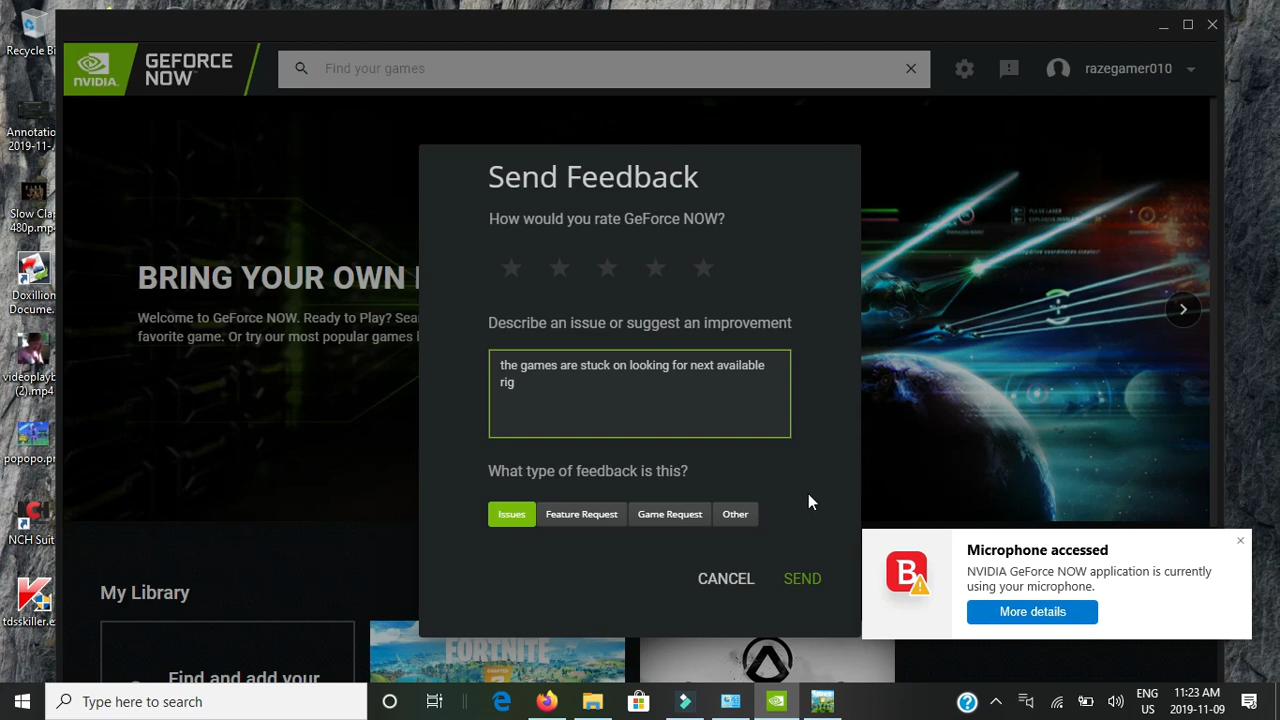 Recycle Bi
Annotatio
2019-11-
Slow Cla
480p.mp4
Doxillion
Docume..
videoplayb
(2).mp4
popopo.pn
NCH Suit
tdsskiller.e
NVIDIA.
GEFORCE
NOW
Find your games
razegamer010
BRING YOUR OWN
Welcome to GeForce NOW. Ready to Play? Sear
favorite game. Or try our most popular games
Send Feedback
How would you rate GeForce NOW?
Describe an issue or suggest an improvement
the games are stuck on looking for next available
rig
What type of feedback is this?
Issues
Feature Request
Game Request
Other
CANCEL
SEND
Microphone accessed
NVIDIA GeForce NOW application is currently
using your microphone.
More details
My Library
Find and add your
FORTNITE
Type here to search
ENG
US
11:23 AM
2019-11-09